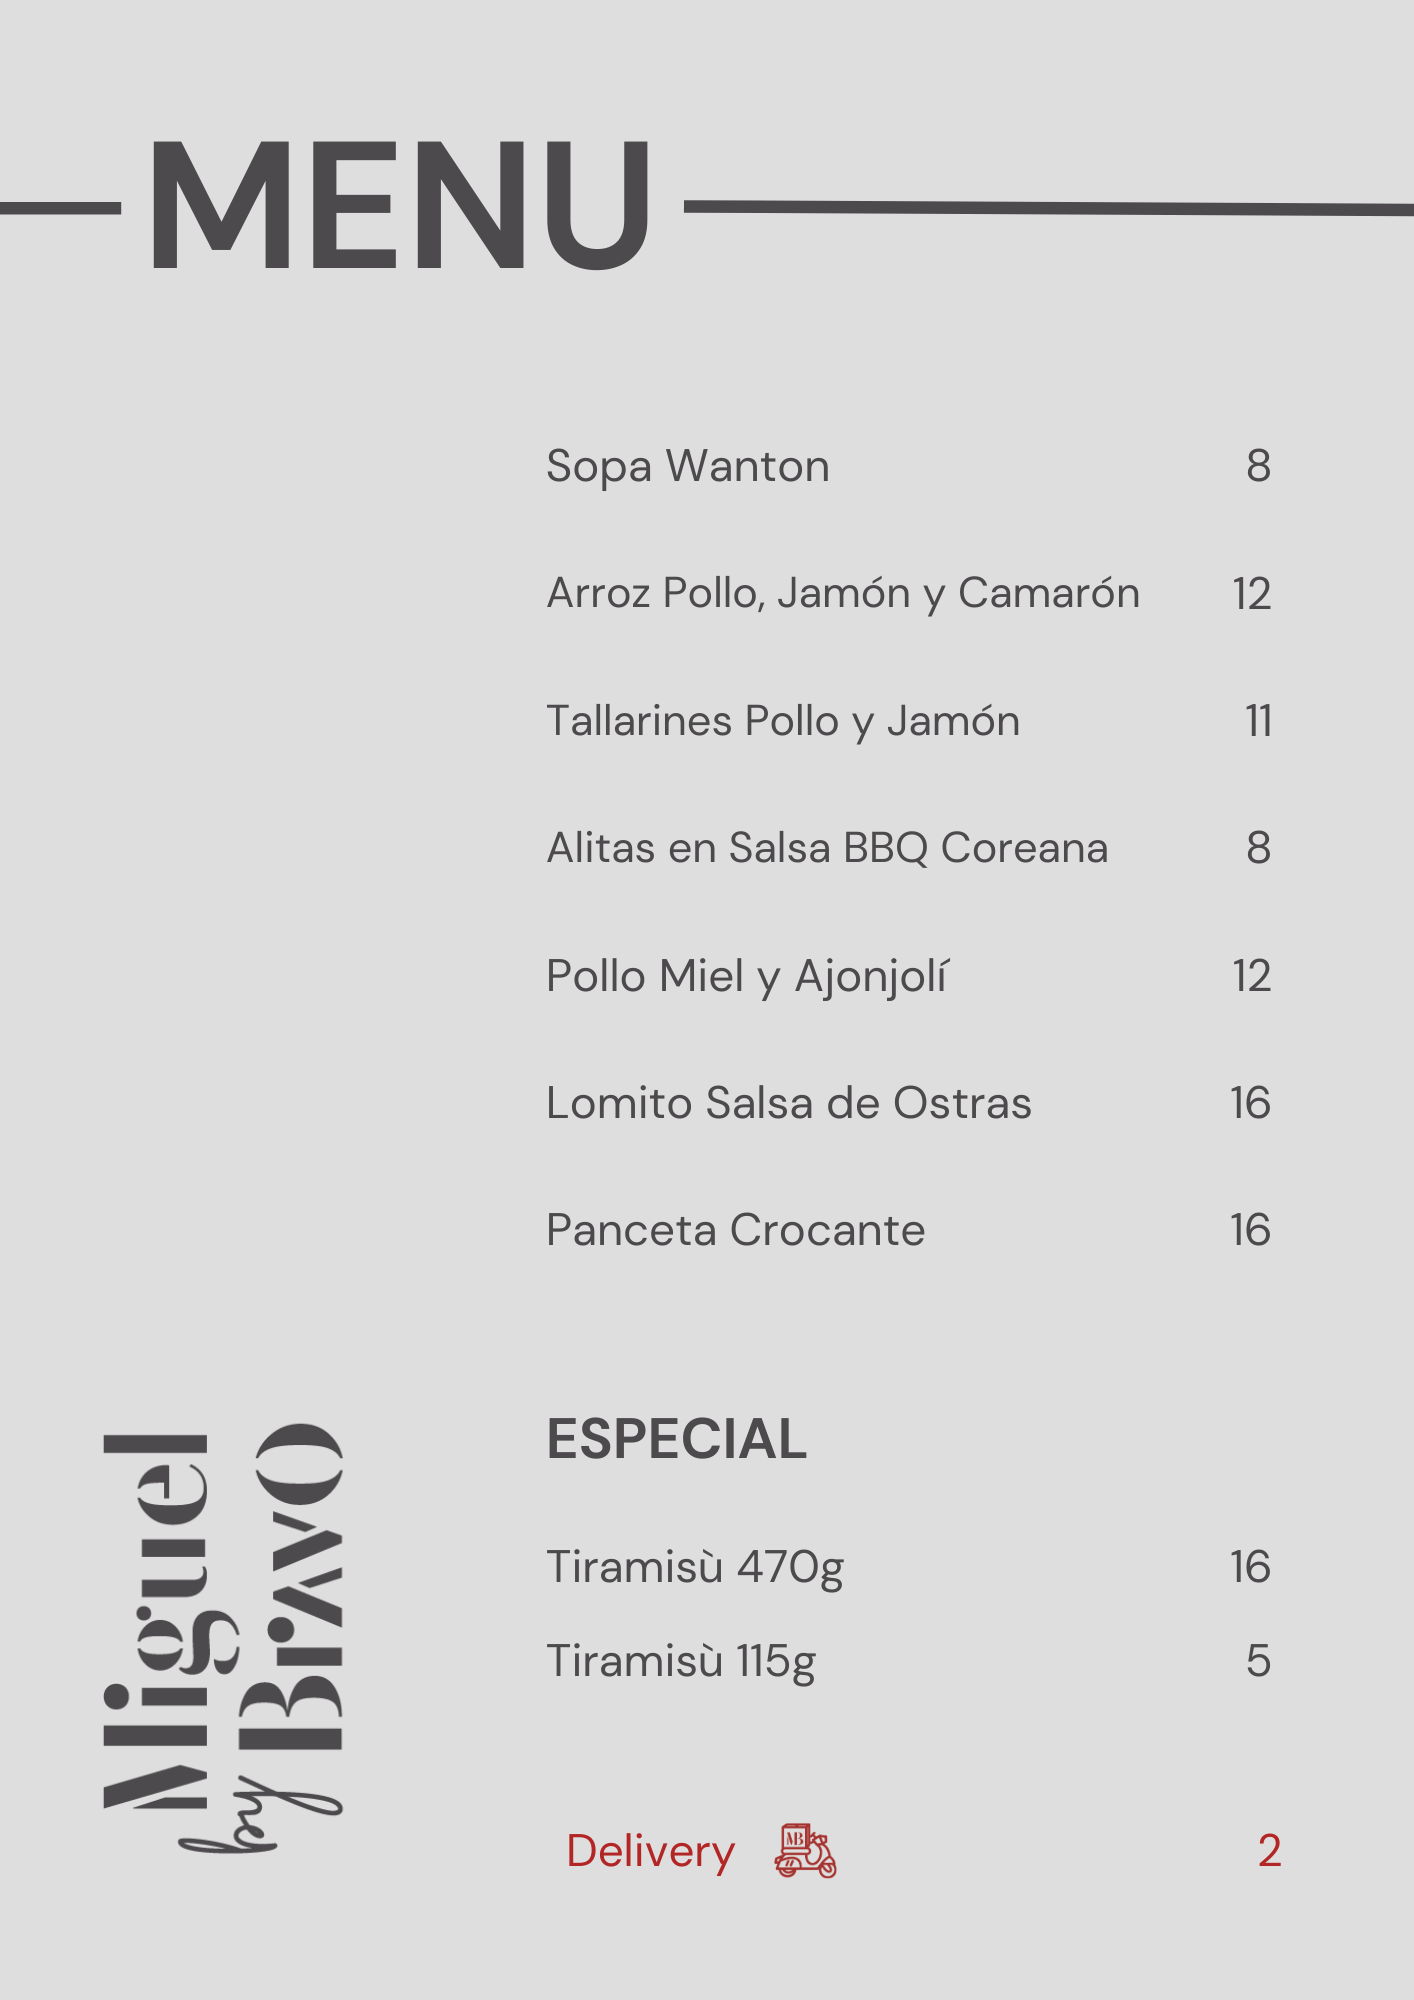 MENU
Sopa Wanton 8
Arroz Pollo, Jamón y Camarón 12
Tallarines Pollo y Jamón 11
Alitas en Salsa BBQ Coreana 8
Pollo Miel y Ajonjolí 12
Lomito Salsa de Ostras 16
Panceta Crocante 16
ESPECIAL
Tiramisù 470g 16
Tiramisù 115g 5
Miguel
by Bravo
Delivery MB 2